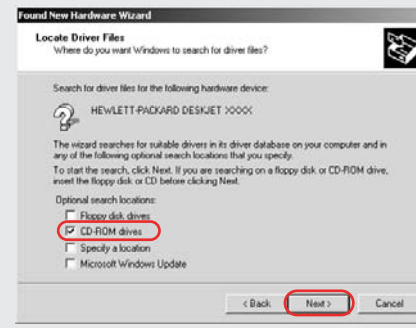 Found New Hardware Wizard
Locate Driver Files
Where do you want Windows to search for driver files?
Search for driver files for the following hardware device:
HEWLETT-PACKARD DESKJET XXXX
The wizard searches for suitable drivers in its driver database on your computer and in
any of the following optional search locations that you specify.
To start the search, click Next. If you are searching on a floppy disk or CD-ROM drive,
insert the floppy disk or CD before clicking Next.
Optional search locations:
Floppy disk drives
CD-ROM drives
Specify a location
Microsoft Windows Update
< Back Next > Cancel